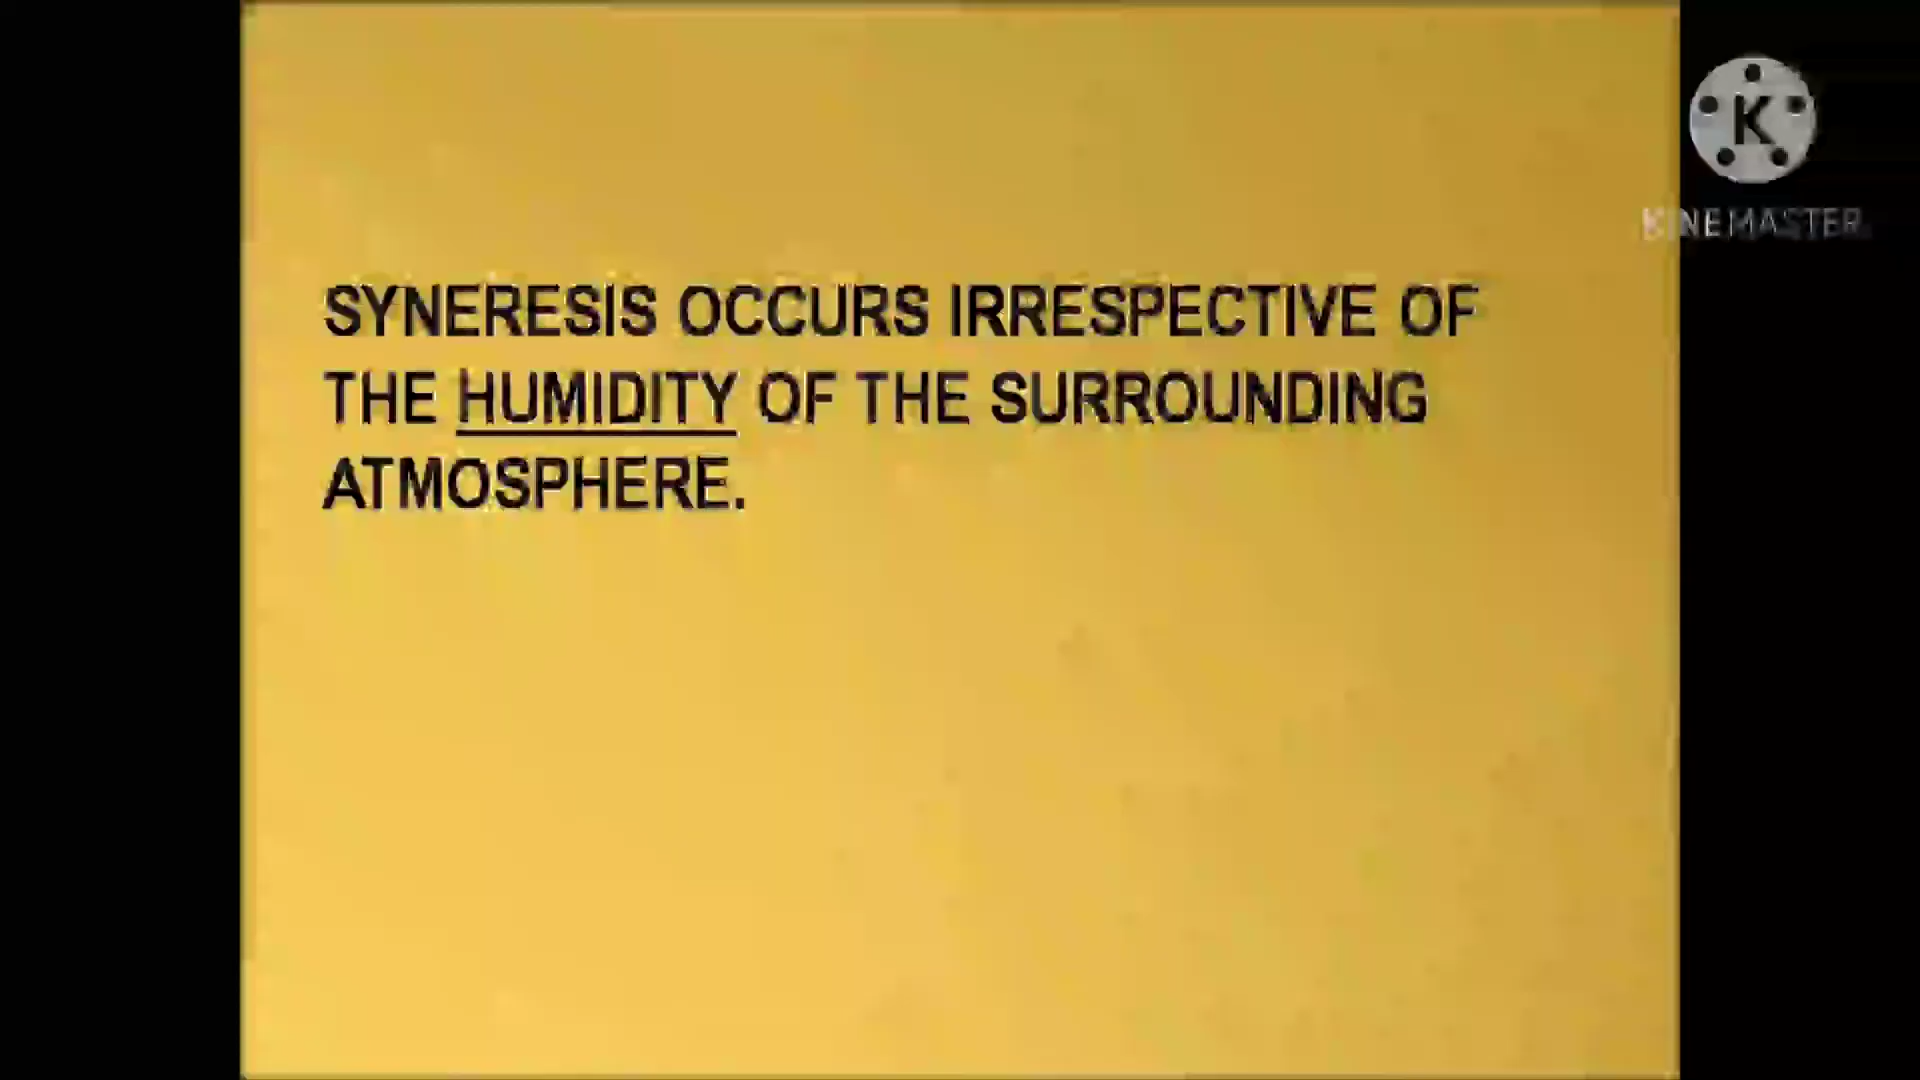 K
KINEMASTER
SYNERESIS OCCURS IRRESPECTIVE OF
THE HUMIDITY OF THE SURROUNDING
ATMOSPHERE.